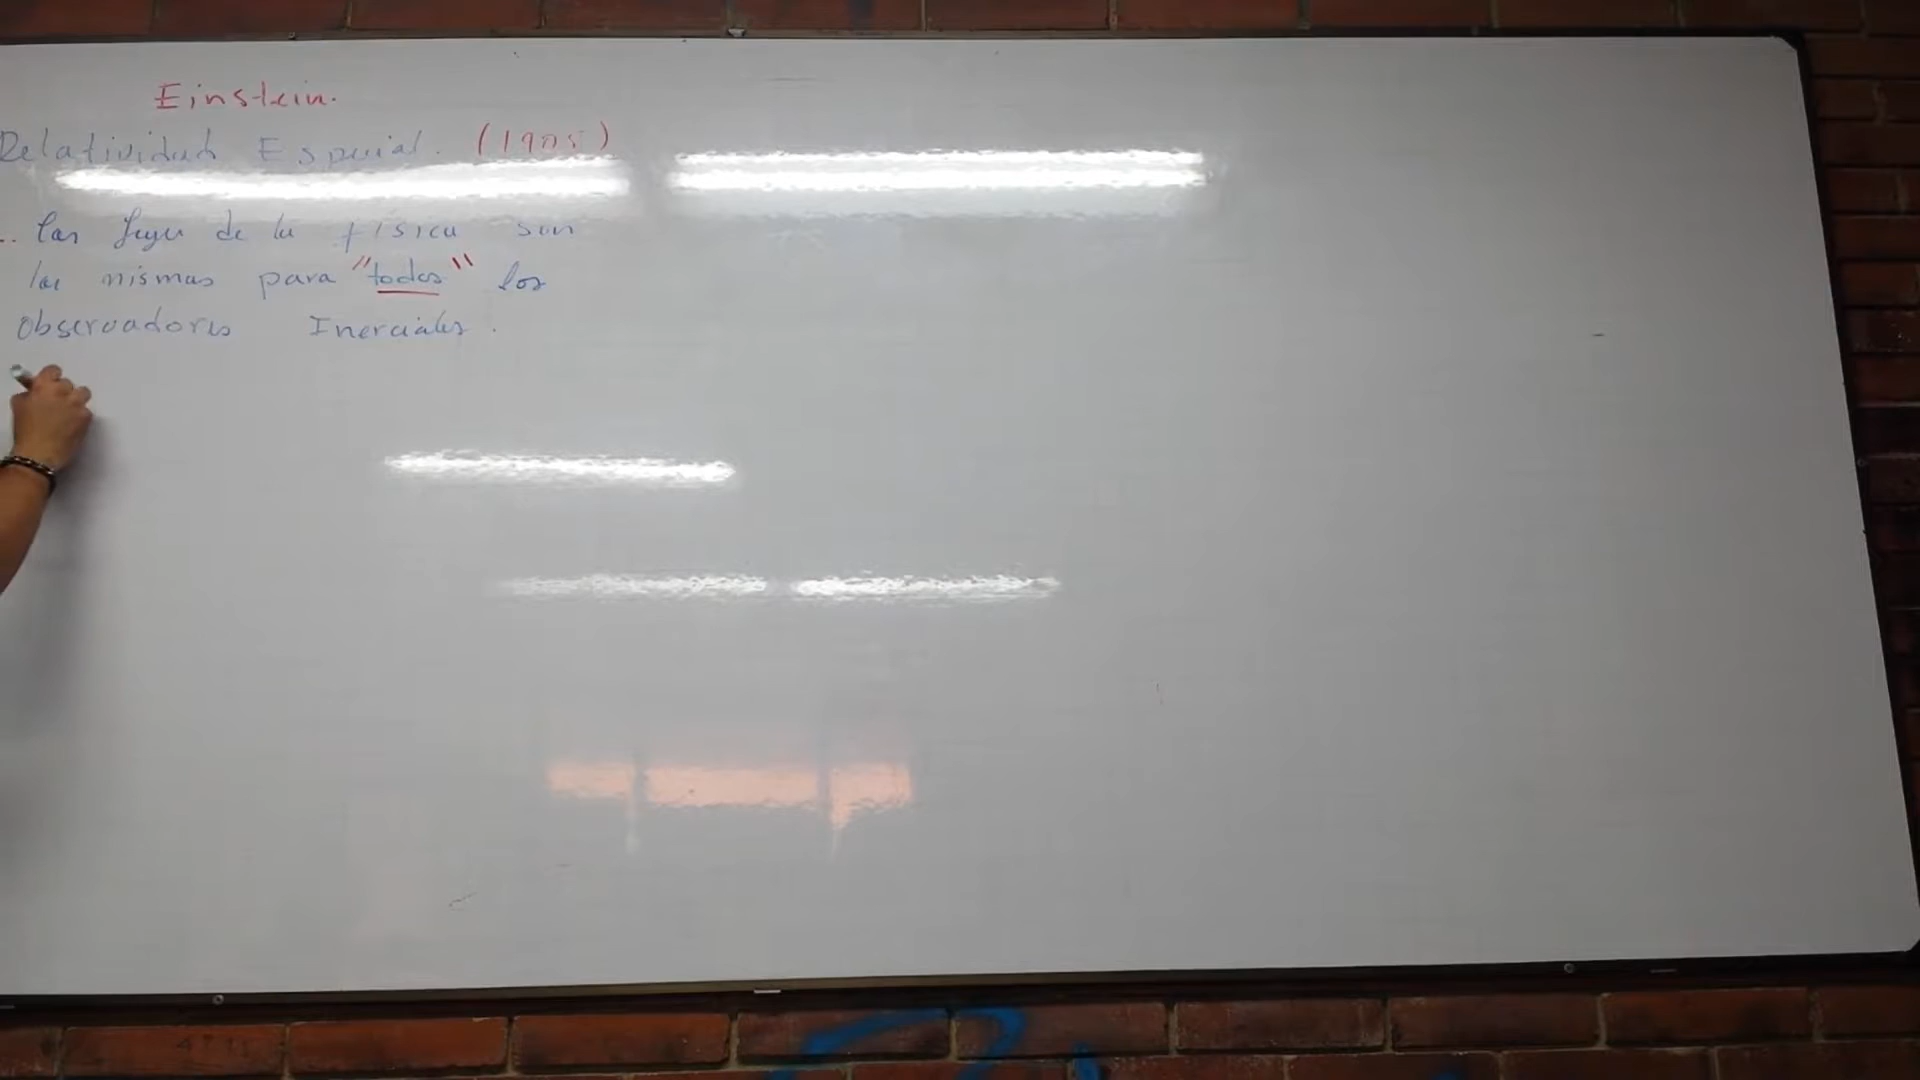 Einstein.
Relatividad Especial. (1905)
Las leyes de la física son
las mismas para "todos" los
Observadores Inerciales.